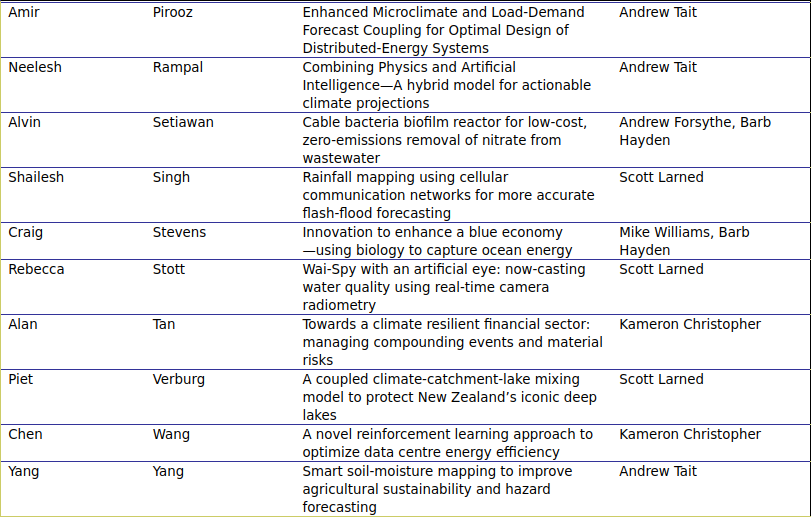 Amir Pirooz Enhanced Microclimate and Load-Demand Andrew Tait
Forecast Coupling for Optimal Design of
Distributed-Energy Systems
Neelesh Rampal Combining Physics and Artificial Andrew Tait
Intelligence—A hybrid model for actionable
climate projections
Alvin Setiawan Cable bacteria biofilm reactor for low-cost, Andrew Forsythe, Barb
zero-emissions removal of nitrate from Hayden
wastewater
Shailesh Singh Rainfall mapping using cellular Scott Larned
communication networks for more accurate
flash-flood forecasting
Craig Stevens Innovation to enhance a blue economy Mike Williams, Barb
—using biology to capture ocean energy Hayden
Rebecca Stott Wai-Spy with an artificial eye: now-casting Scott Larned
water quality using real-time camera
radiometry
Alan Tan Towards a climate resilient financial sector: Kameron Christopher
managing compounding events and material
risks
Piet Verburg A coupled climate-catchment-lake mixing Scott Larned
model to protect New Zealand’s iconic deep
lakes
Chen Wang A novel reinforcement learning approach to Kameron Christopher
optimize data centre energy efficiency
Yang Yang Smart soil-moisture mapping to improve Andrew Tait
agricultural sustainability and hazard
forecasting